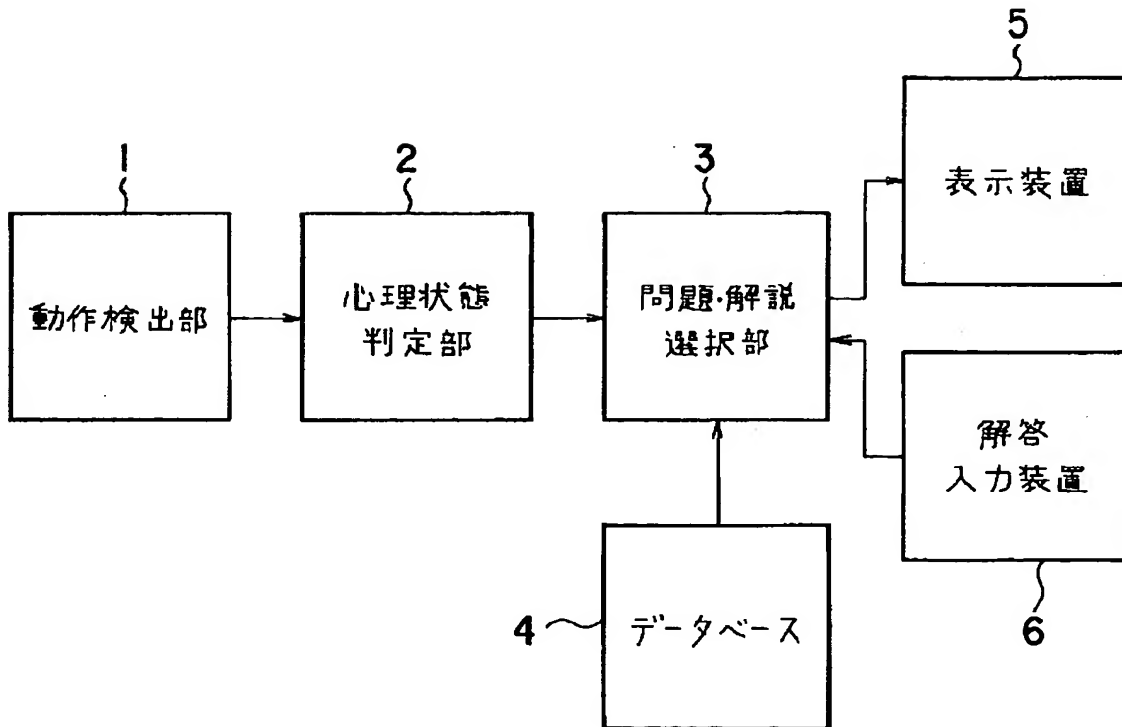 1
動作検出部
2
心理状態
判定部
3
問題・解説
選択部
4
データベース
5
表示装置
解答
入力装置
6